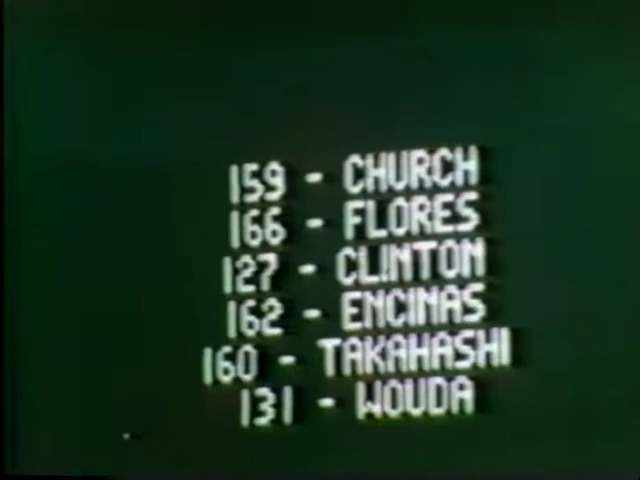 159 - CHURCH
166 - FLORES
127 - CLINTON
162 - ENCINAS
160 - TAKAHASHI
131 - WOUDA